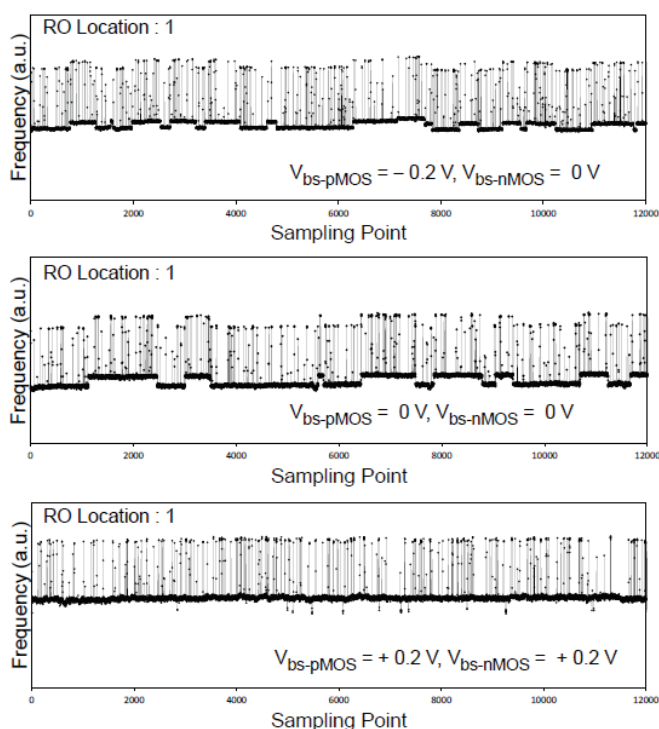 RO Location : 1
Frequency (a.u.)
V_bs-pMOS = – 0.2 V, V_bs-nMOS = 0 V
0 2000 4000 6000 8000 10000 12000
Sampling Point
RO Location : 1
Frequency (a.u.)
V_bs-pMOS = 0 V, V_bs-nMOS = 0 V
0 2000 4000 6000 8000 10000 12000
Sampling Point
RO Location : 1
Frequency (a.u.)
V_bs-pMOS = + 0.2 V, V_bs-nMOS = + 0.2 V
0 2000 4000 6000 8000 10000 12000
Sampling Point